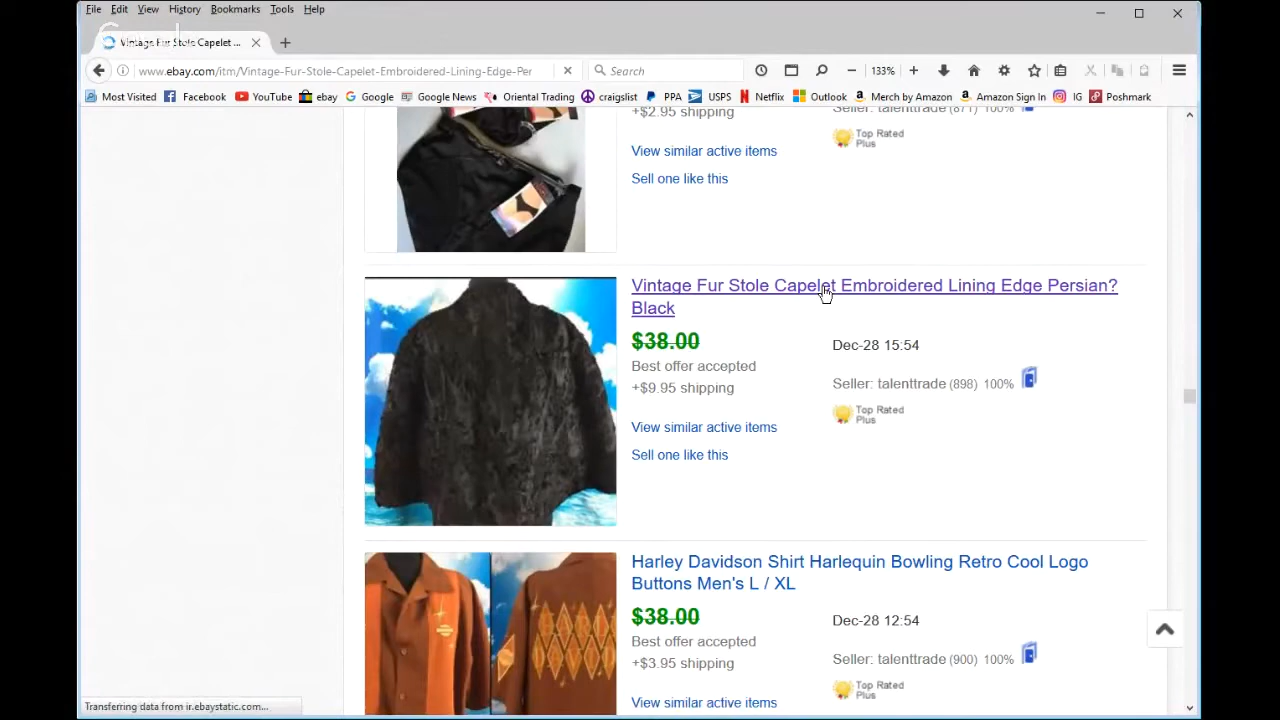 File Edit View History Bookmarks Tools Help
Vintage Fur Stole Capelet ...
www.ebay.com/itm/Vintage-Fur-Stole-Capelet-Embroidered-Lining-Edge-Per
Search
133%
Most Visited Facebook YouTube ebay Google Google News Oriental Trading craigslist PPA USPS Netflix Outlook Merch by Amazon Amazon Sign In IG Poshmark
+$2.95 shipping
Seller: talenttrade (871) 100%
Top Rated
Plus
View similar active items
Sell one like this
Vintage Fur Stole Capelet Embroidered Lining Edge Persian?
Black
$38.00
Dec-28 15:54
Best offer accepted
+$9.95 shipping
Seller: talenttrade (898) 100%
Top Rated
Plus
View similar active items
Sell one like this
Harley Davidson Shirt Harlequin Bowling Retro Cool Logo
Buttons Men's L / XL
$38.00
Dec-28 12:54
Best offer accepted
+$3.95 shipping
Seller: talenttrade (900) 100%
Top Rated
Plus
View similar active items
Transferring data from ir.ebaystatic.com...